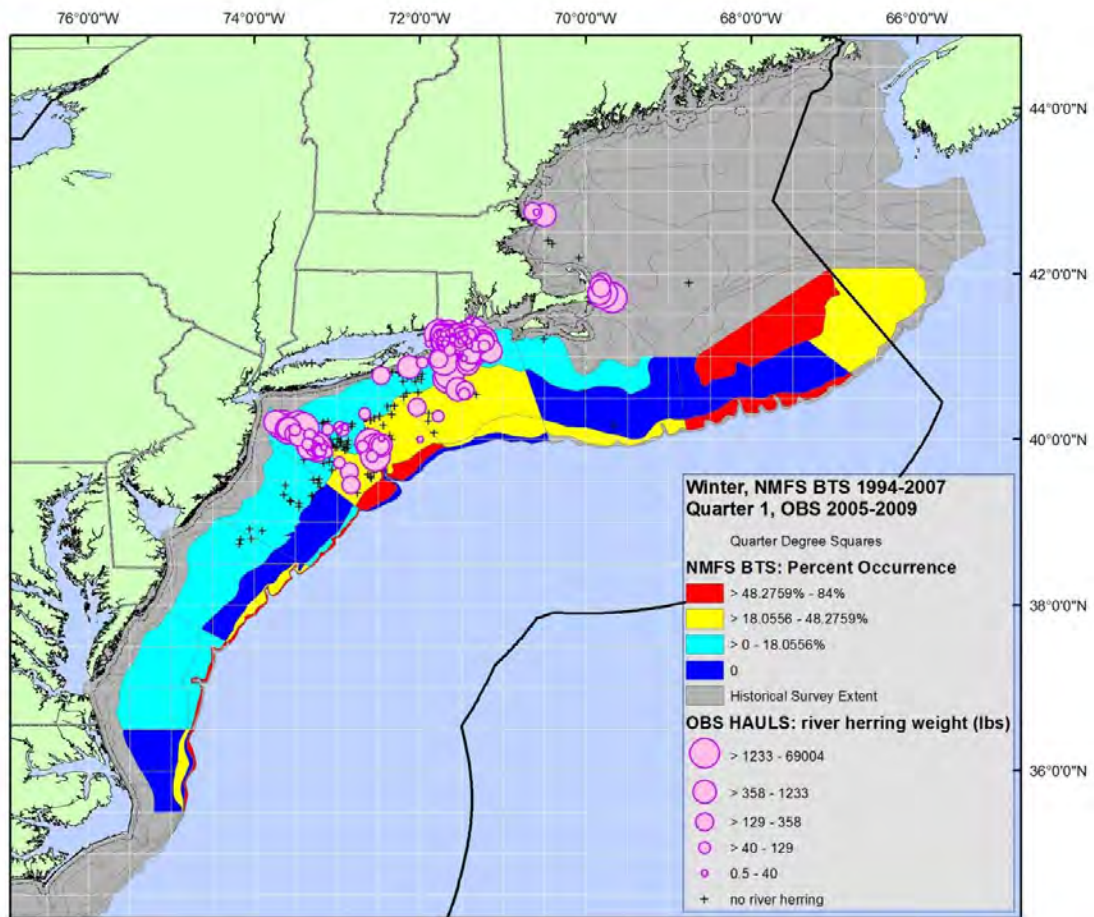 76°0'0"W 74°0'0"W 72°0'0"W 70°0'0"W 68°0'0"W 66°0'0"W
44°0'0"N
42°0'0"N
40°0'0"N
38°0'0"N
36°0'0"N
Winter, NMFS BTS 1994-2007
Quarter 1, OBS 2005-2009
Quarter Degree Squares
NMFS BTS: Percent Occurrence
> 48.2759% - 84%
> 18.0556 - 48.2759%
> 0 - 18.0556%
0
Historical Survey Extent
OBS HAULS: river herring weight (lbs)
> 1233 - 69004
> 358 - 1233
> 129 - 358
> 40 - 129
0.5 - 40
no river herring